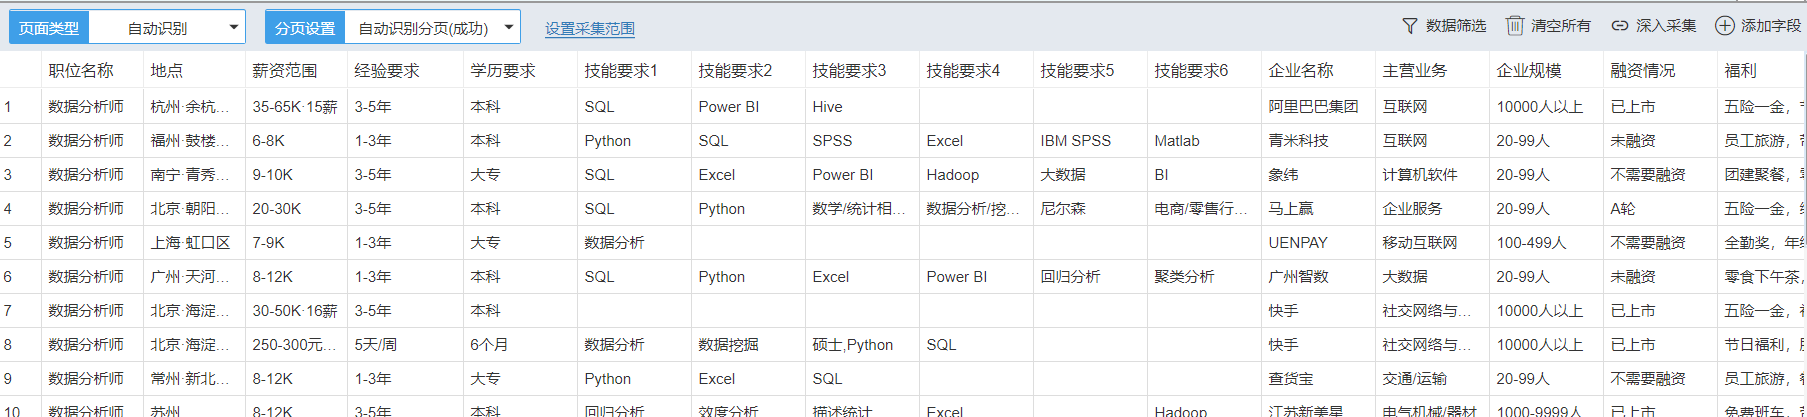 页面类型 自动识别 分页设置 自动识别分页(成功) 设置采集范围 数据筛选 清空所有 深入采集 添加字段
职位名称 地点 薪资范围 经验要求 学历要求 技能要求1 技能要求2 技能要求3 技能要求4 技能要求5 技能要求6 企业名称 主营业务 企业规模 融资情况 福利
1 数据分析师 杭州·余杭... 35-65K·15薪 3-5年 本科 SQL Power BI Hive 阿里巴巴集团 互联网 10000人以上 已上市 五险一金，
2 数据分析师 福州·鼓楼... 6-8K 1-3年 本科 Python SQL SPSS Excel IBM SPSS Matlab 青米科技 互联网 20-99人 未融资 员工旅游，
3 数据分析师 南宁·青秀... 9-10K 3-5年 大专 SQL Excel Power BI Hadoop 大数据 BI 象纬 计算机软件 20-99人 不需要融资 团建聚餐，
4 数据分析师 北京·朝阳... 20-30K 3-5年 本科 SQL Python 数学/统计相... 数据分析/挖... 尼尔森 电商/零售行... 马上赢 企业服务 20-99人 A轮 五险一金，
5 数据分析师 上海·虹口区 7-9K 1-3年 大专 数据分析 UENPAY 移动互联网 100-499人 不需要融资 全勤奖，年
6 数据分析师 广州·天河... 8-12K 1-3年 本科 SQL Python Excel Power BI 回归分析 聚类分析 广州智数 大数据 20-99人 未融资 零食下午茶，
7 数据分析师 北京·海淀... 30-50K·16薪 3-5年 本科 快手 社交网络与... 10000人以上 已上市 五险一金，
8 数据分析师 北京·海淀... 250-300元... 5天/周 6个月 数据分析 数据挖掘 硕士,Python SQL 快手 社交网络与... 10000人以上 已上市 节日福利，
9 数据分析师 常州·新北... 8-12K 1-3年 大专 Python Excel SQL 查货宝 交通/运输 20-99人 不需要融资 员工旅游，
10 数据分析师 苏州 8-12K 3-5年 本科 回归分析 效度分析 描述统计 Excel Hadoop 江苏新美星 电气机械/器材 1000-9999人 已上市 免费班车，